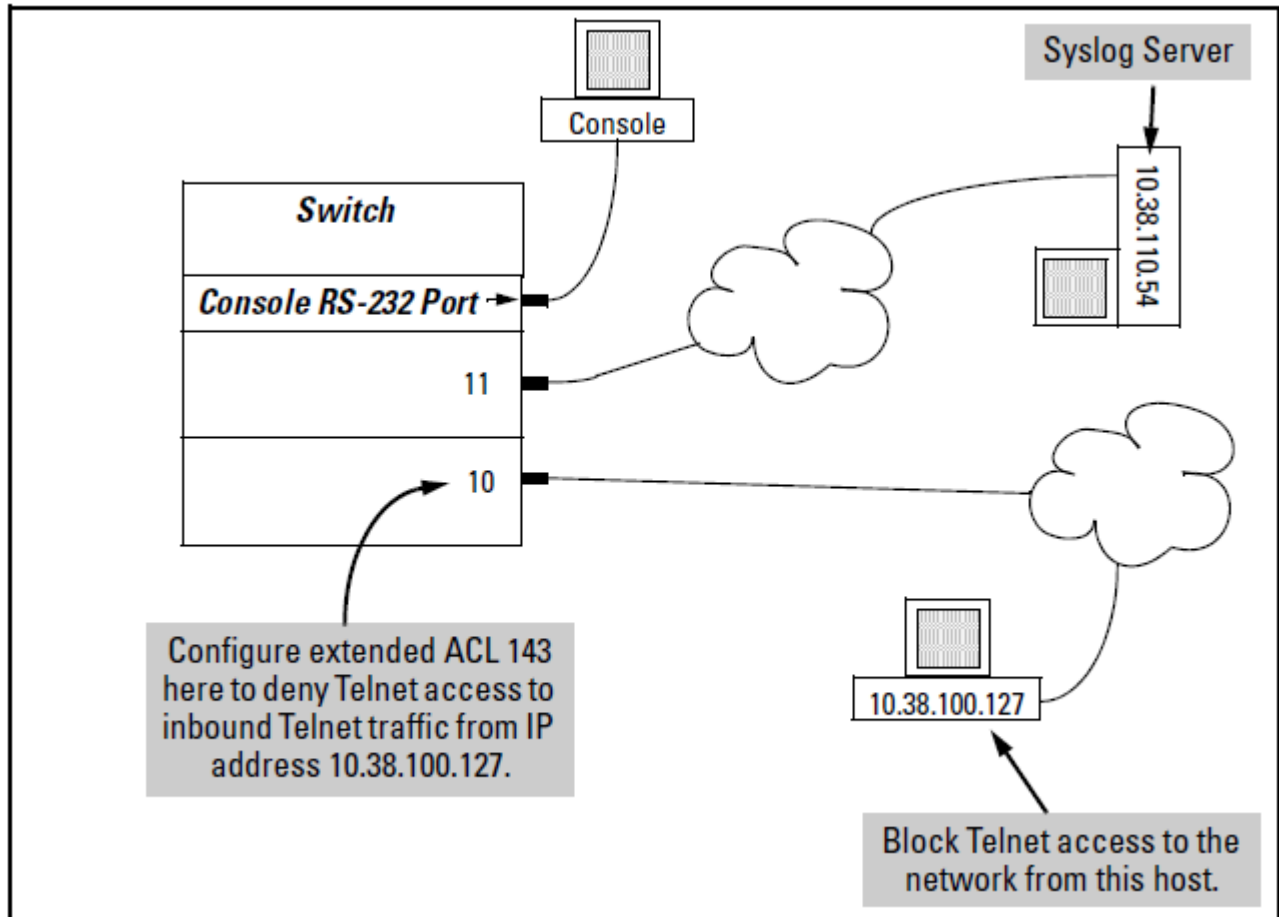 Console
Syslog Server
10.38.110.54
Switch
Console RS-232 Port
11
10
Configure extended ACL 143
here to deny Telnet access to
inbound Telnet traffic from IP
address 10.38.100.127.
10.38.100.127
Block Telnet access to the
network from this host.